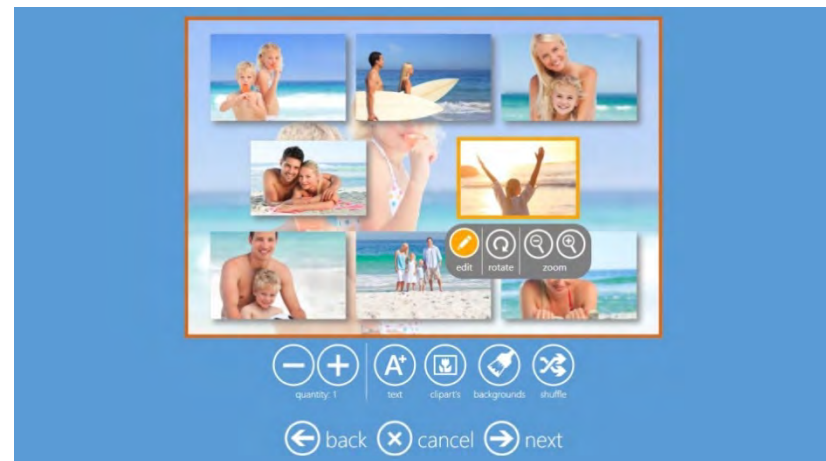 edit rotate zoom
quantity: 1 text clipart's backgrounds shuffle
back cancel next